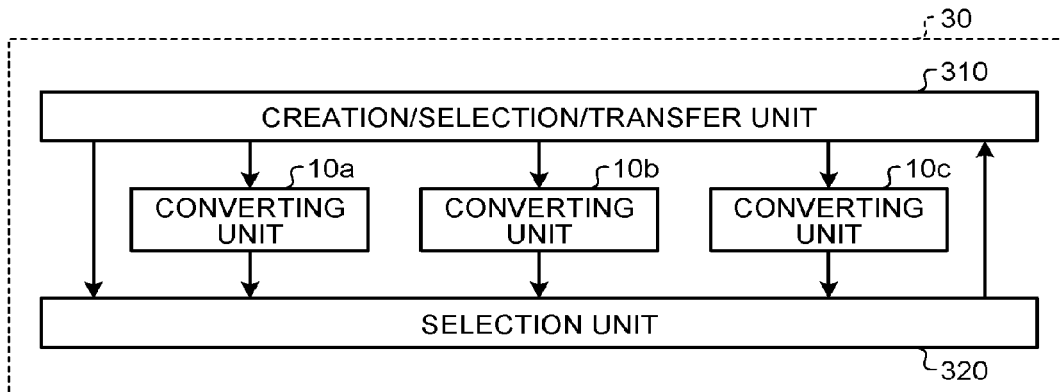 30
310
CREATION/SELECTION/TRANSFER UNIT
10a
10b
10c
CONVERTING UNIT
CONVERTING UNIT
CONVERTING UNIT
SELECTION UNIT
320